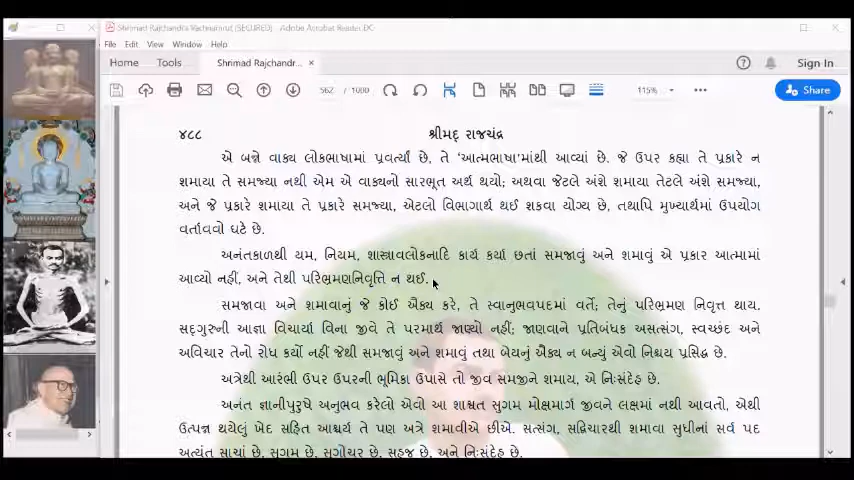 Shrimad Rajchandra Vachnamrut (SECURED) - Adobe Acrobat Reader DC
File Edit View Window Help
Home Tools Shrimad Rajchandr... × Sign In
562 / 1000 115% Share
૪૮૮ શ્રીમદ્ રાજચંદ્ર
એ બન્ને વાક્ય લોકભાષામાં પ્રવર્ત્યાં છે, તે ‘આત્મભાષા’માંથી આવ્યાં છે. જે ઉપર કહ્યા તે પ્રકારે ન
શમાયા તે સમજ્યા નથી એમ એ વાક્યનો સારભૂત અર્થ થયો; અથવા જેટલે અંશે શમાયા તેટલે અંશે સમજ્યા,
અને જે પ્રકારે શમાયા તે પ્રકારે સમજ્યા, એટલો વિભાગાર્થ થઈ શકવા યોગ્ય છે, તથાપિ મુખ્યાર્થમાં ઉપયોગ
વર્તાવવો ઘટે છે.
અનંતકાળથી યમ, નિયમ, શાસ્ત્રાવલોકનાદિ કાર્ય કર્યા છતાં સમજાવું અને શમાવું એ પ્રકાર આત્મામાં
આવ્યો નહીં, અને તેથી પરિભ્રમણનિવૃત્તિ ન થઈ.
સમજાવા અને શમાવાનું જે કોઈ ઐક્ય કરે, તે સ્વાનુભવપદમાં વર્તે; તેનું પરિભ્રમણ નિવૃત્ત થાય.
સદ્ગુરુની આજ્ઞા વિચાર્યા વિના જીવે તે પરમાર્થ જાણ્યો નહીં; જાણવાને પ્રતિબંધક અસત્સંગ, સ્વચ્છંદ અને
અવિચાર તેનો રોધ કર્યો નહીં જેથી સમજાવું અને શમાવું તથા બેયનું ઐક્ય ન બન્યું એવો નિશ્ચય પ્રસિદ્ધ છે.
અત્રેથી આરંભી ઉપર ઉપરની ભૂમિકા ઉપાસે તો જીવ સમજીને શમાય, એ નિઃસંદેહ છે.
અનંત જ્ઞાનીપુરુષે અનુભવ કરેલો એવો આ શાશ્વત સુગમ મોક્ષમાર્ગ જીવને લક્ષમાં નથી આવતો, એથી
ઉત્પન્ન થયેલું ખેદ સહિત આશ્ચર્ય તે પણ અત્રે શમાવીએ છીએ. સત્સંગ, સદ્વિચારથી શમાવા સુધીનાં સર્વ પદ
અત્યંત સાચાં છે, સુગમ છે, સુગોચર છે, સહજ છે, અને નિઃસંદેહ છે.